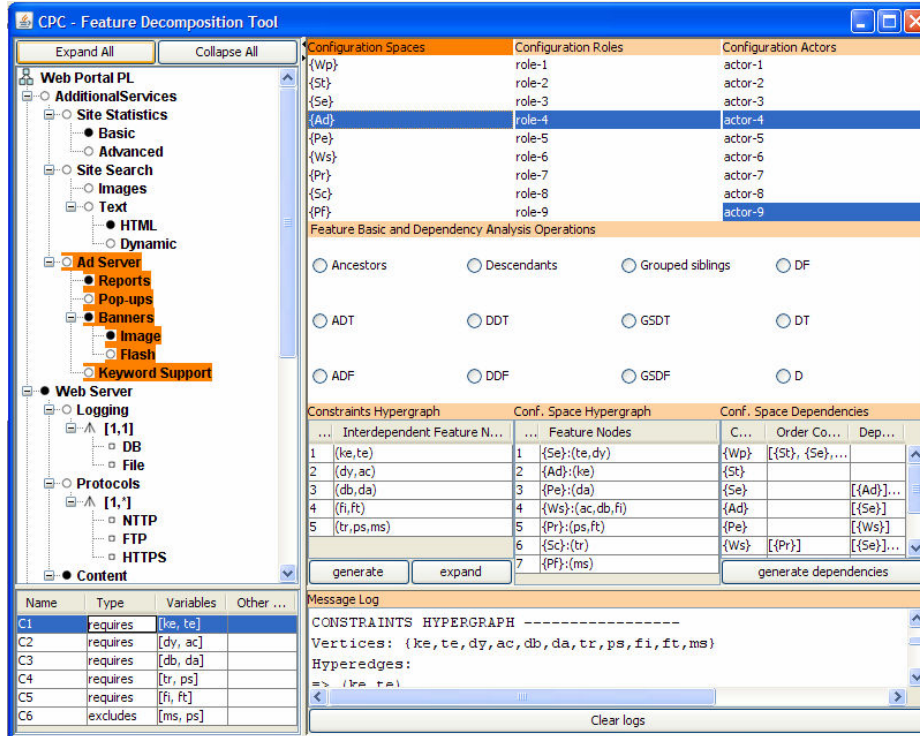 CPC - Feature Decomposition Tool
Expand All Collapse All
Web Portal PL
AdditionalServices
Site Statistics
Basic
Advanced
Site Search
Images
Text
HTML
Dynamic
Ad Server
Reports
Pop-ups
Banners
Image
Flash
Keyword Support
Web Server
Logging
[1,1]
DB
File
Protocols
[1,*]
NTTP
FTP
HTTPS
Content
Name Type Variables Other ...
C1 requires [ke, te]
C2 requires [dy, ac]
C3 requires [db, da]
C4 requires [tr, ps]
C5 requires [fi, ft]
C6 excludes [ms, ps]
Configuration Spaces Configuration Roles Configuration Actors
{Wp} role-1 actor-1
{St} role-2 actor-2
{Se} role-3 actor-3
{Ad} role-4 actor-4
{Pe} role-5 actor-5
{Ws} role-6 actor-6
{Pr} role-7 actor-7
{Sc} role-8 actor-8
{Pf} role-9 actor-9
Feature Basic and Dependency Analysis Operations
Ancestors Descendants Grouped siblings DF
ADT DDT GSDT DT
ADF DDF GSDF D
Constraints Hypergraph
... Interdependent Feature N...
1 (ke,te)
2 (dy,ac)
3 (db,da)
4 (fi,ft)
5 (tr,ps,ms)
generate expand
Conf. Space Hypergraph
... Feature Nodes
1 {Se}:(te,dy)
2 {Ad}:(ke)
3 {Pe}:(da)
4 {Ws}:(ac,db,fi)
5 {Pr}:(ps,ft)
6 {Sc}:(tr)
7 {Pf}:(ms)
Conf. Space Dependencies
C... Order Co... Dep...
{Wp} [{St}, {Se},...
{St}
{Se} [{Ad}]...
{Ad} [{Se}]
{Pe} [{Ws}]
{Ws} [{Pr}] [{Se}]...
generate dependencies
Message Log
CONSTRAINTS HYPERGRAPH -----------------
Vertices: {ke,te,dy,ac,db,da,tr,ps,fi,ft,ms}
Hyperedges:
=> (ke,te)
Clear logs